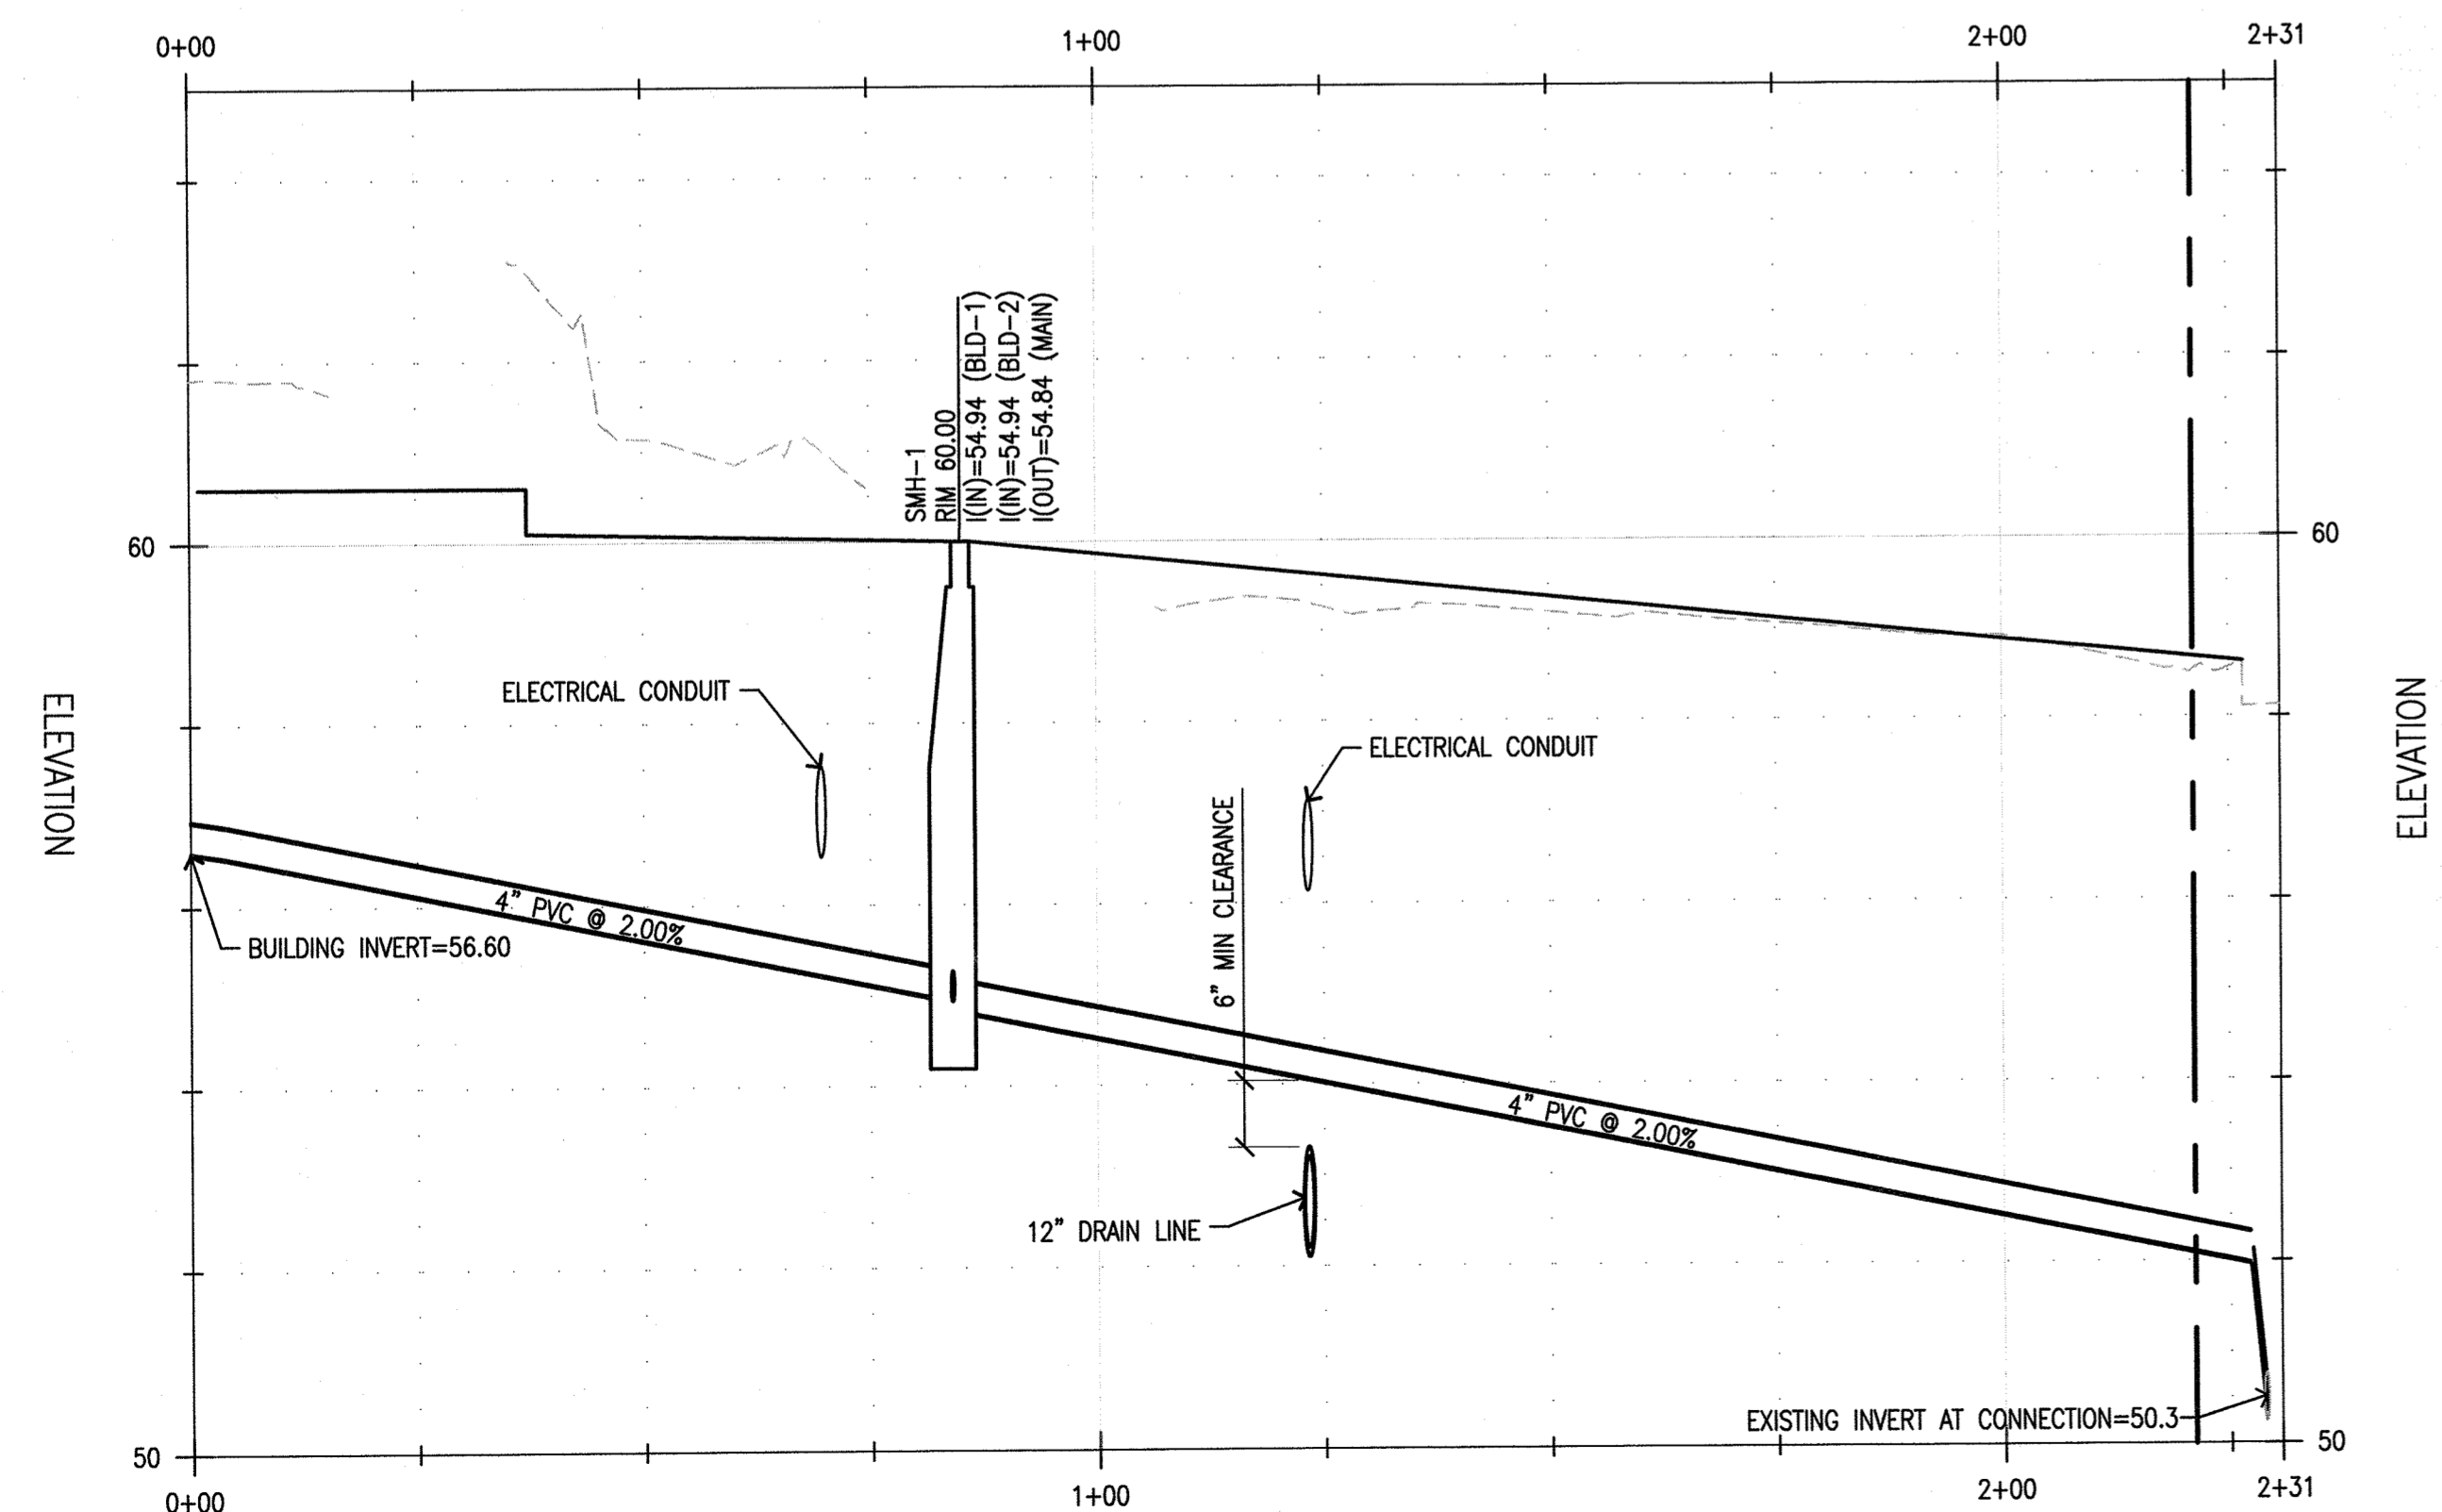 0+00
1+00
2+00
2+31
SMH-1
RIM 60.00
I(IN)=54.94 (BLD-1)
I(IN)=54.94 (BLD-2)
I(OUT)=54.84 (MAIN)
60
60
ELEVATION
ELEVATION
ELECTRICAL CONDUIT
ELECTRICAL CONDUIT
6" MIN CLEARANCE
4" PVC @ 2.00%
BUILDING INVERT=56.60
4" PVC @ 2.00%
12" DRAIN LINE
EXISTING INVERT AT CONNECTION=50.3
50
50
0+00
1+00
2+00
2+31